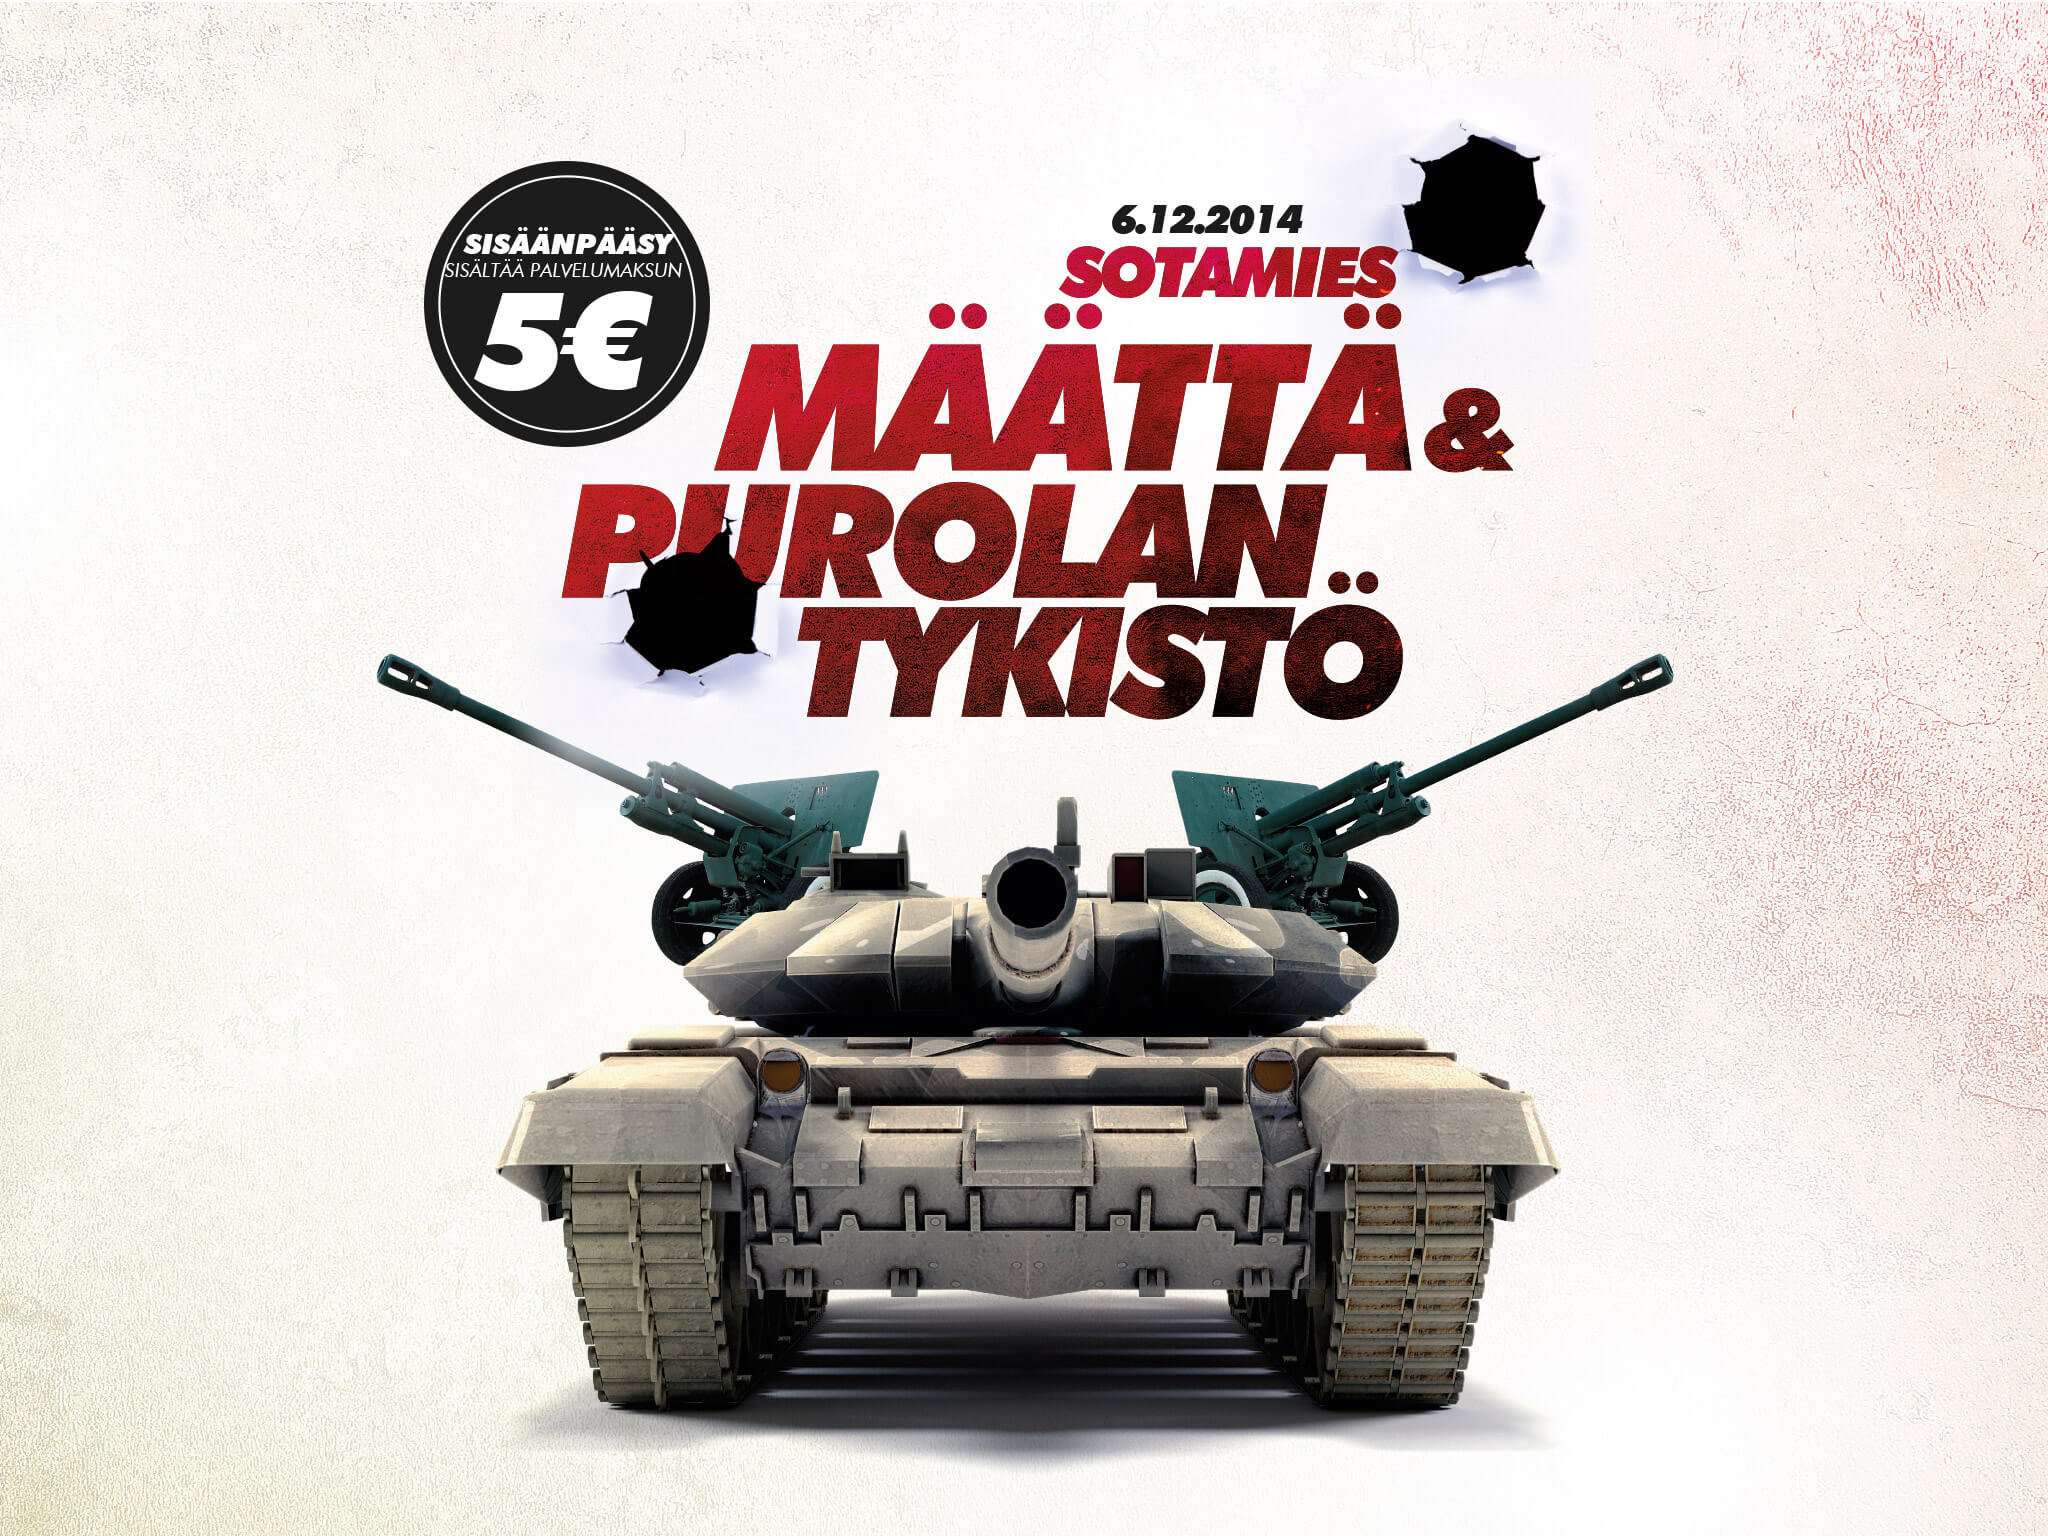 SISÄÄNPÄÄSY
SISÄLTÄÄ PALVELUMAKSUN
5€
6.12.2014
SOTAMIES
MÄÄTTÄ &
PUROLAN
TYKISTÖ